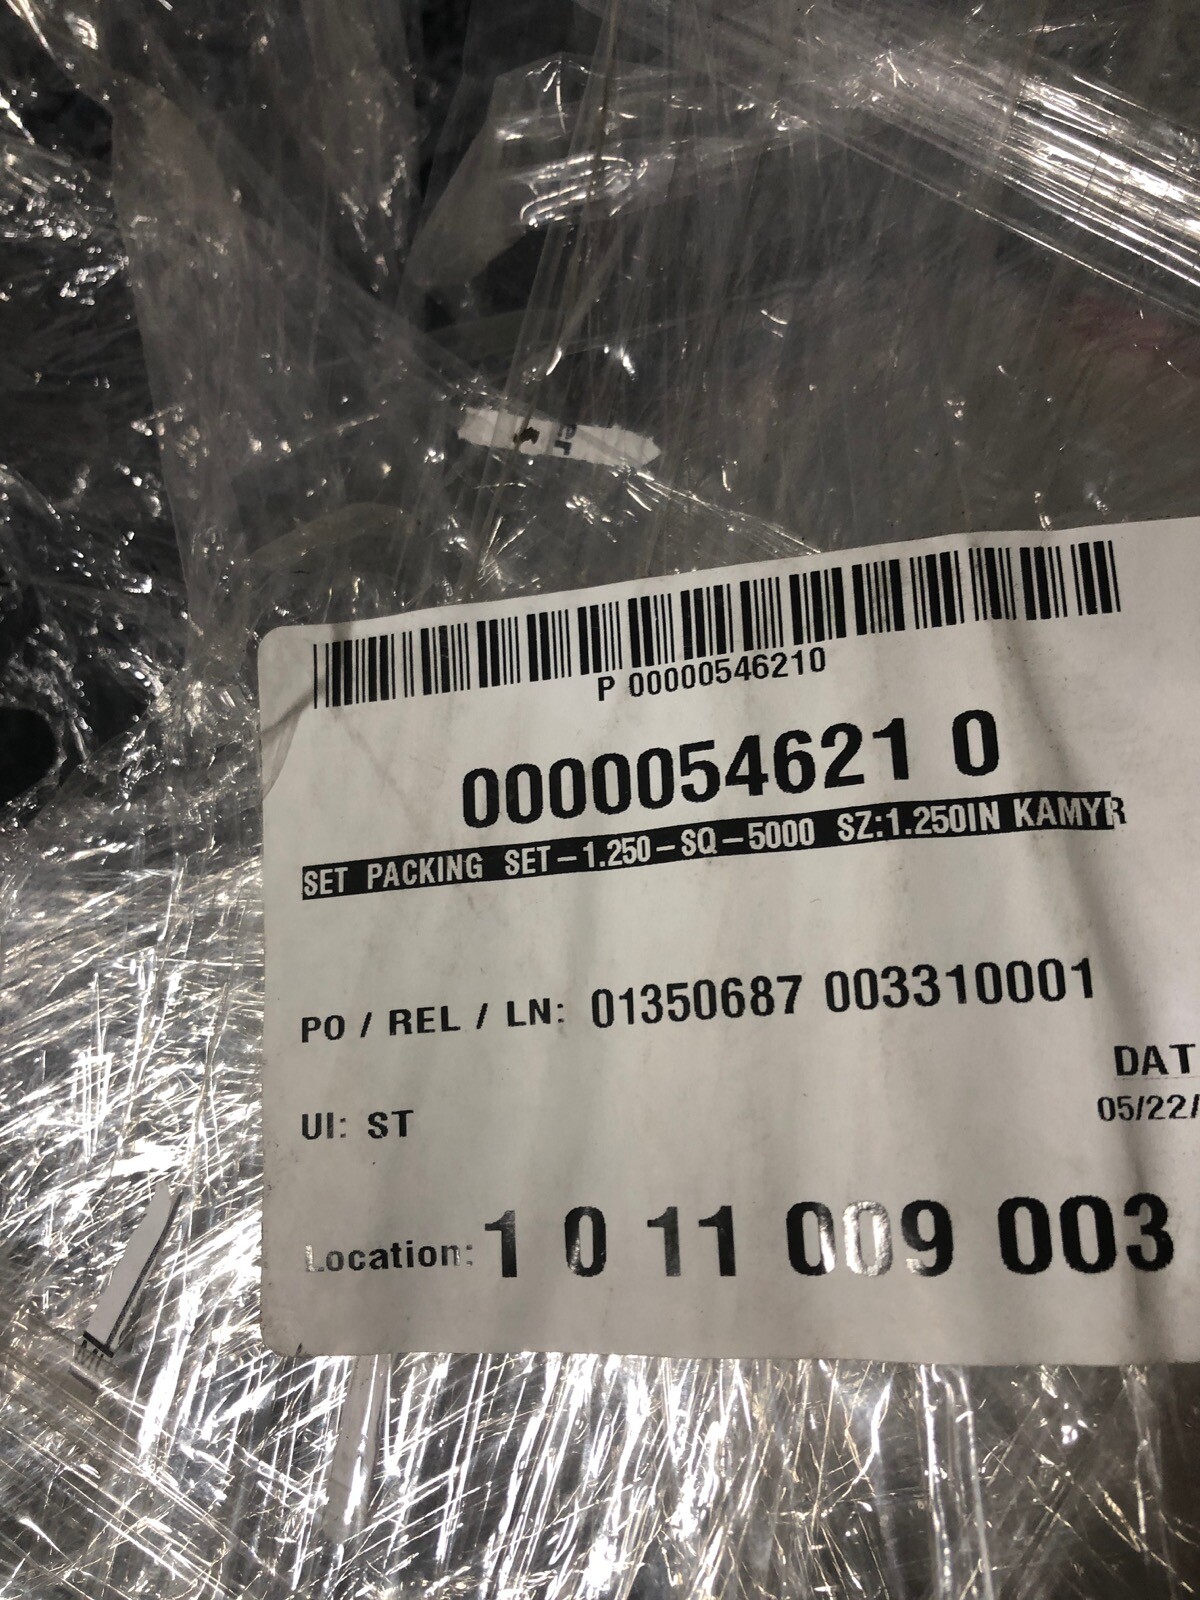 er
P 00000546210
0000054621 0
SET PACKING SET-1.250-SQ-5000 SZ:1.250IN KAMYR
PO / REL / LN: 01350687 003310001
DAT
05/22/
UI: ST
Location: 1 0 11 009 003